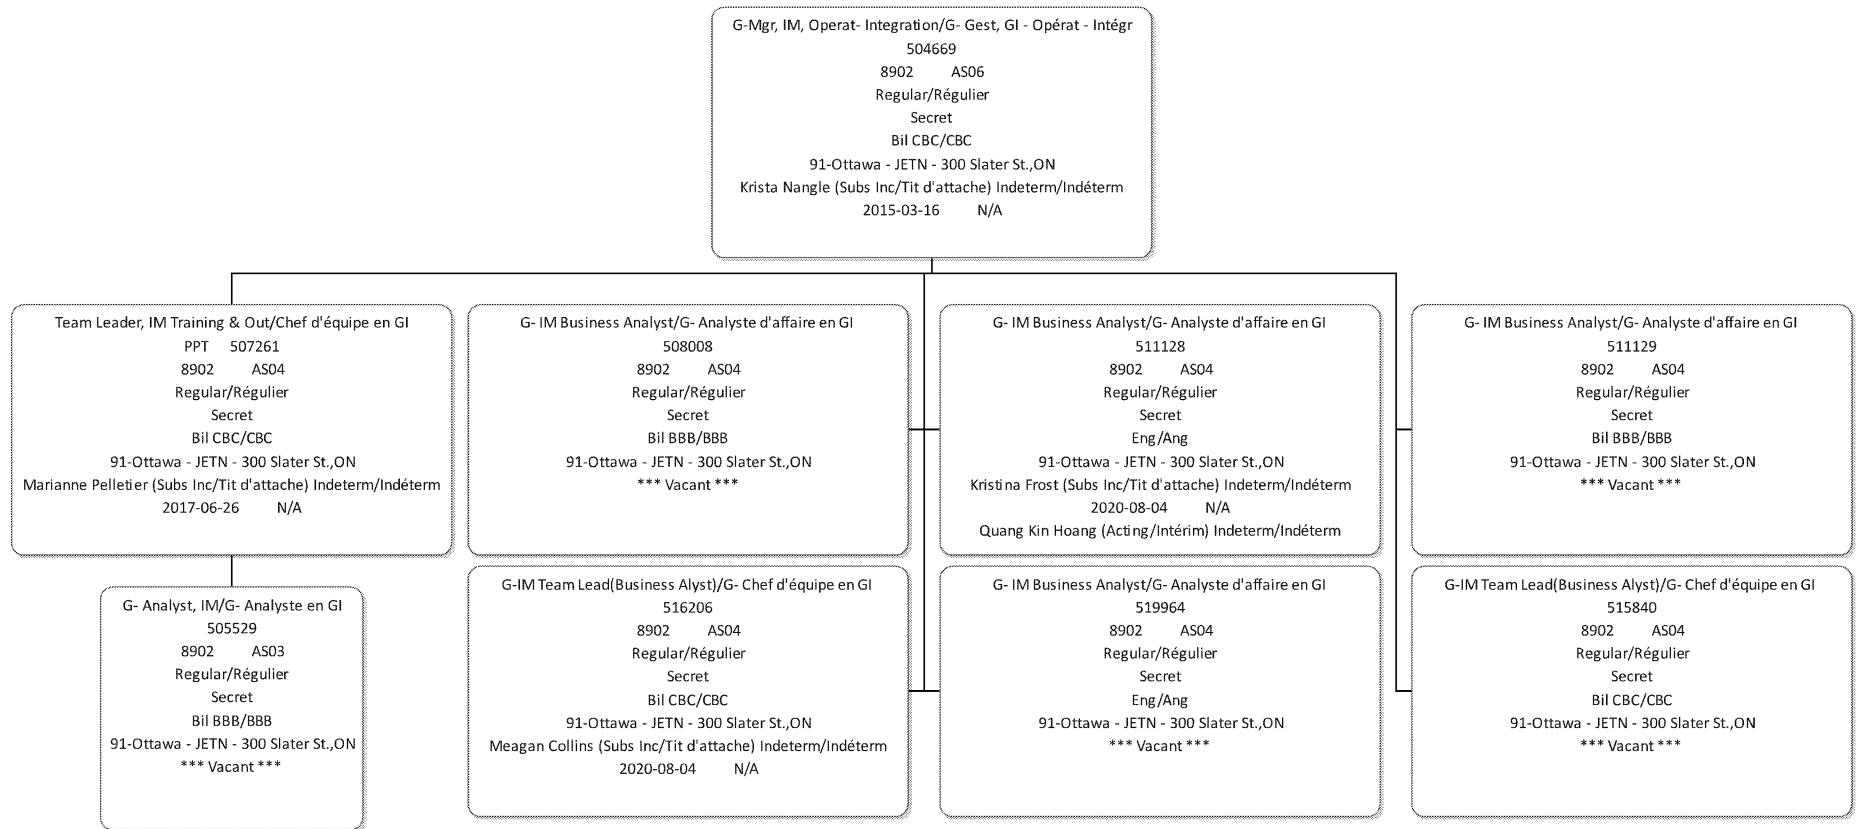 G-Mgr, IM, Operat- Integration/G- Gest, GI - Opérat - Intégr
504669
8902 AS06
Regular/Régulier
Secret
Bil CBC/CBC
91-Ottawa - JETN - 300 Slater St.,ON
Krista Nangle (Subs Inc/Tit d'attache) Indeterm/Indéterm
2015-03-16 N/A
Team Leader, IM Training & Out/Chef d'équipe en GI
PPT 507261
8902 AS04
Regular/Régulier
Secret
Bil CBC/CBC
91-Ottawa - JETN - 300 Slater St.,ON
Marianne Pelletier (Subs Inc/Tit d'attache) Indeterm/Indéterm
2017-06-26 N/A
G- IM Business Analyst/G- Analyste d'affaire en GI
508008
8902 AS04
Regular/Régulier
Secret
Bil BBB/BBB
91-Ottawa - JETN - 300 Slater St.,ON
*** Vacant ***
G- IM Business Analyst/G- Analyste d'affaire en GI
511128
8902 AS04
Regular/Régulier
Secret
Eng/Ang
91-Ottawa - JETN - 300 Slater St.,ON
Kristina Frost (Subs Inc/Tit d'attache) Indeterm/Indéterm
2020-08-04 N/A
Quang Kin Hoang (Acting/Intérim) Indeterm/Indéterm
G- IM Business Analyst/G- Analyste d'affaire en GI
511129
8902 AS04
Regular/Régulier
Secret
Bil BBB/BBB
91-Ottawa - JETN - 300 Slater St.,ON
*** Vacant ***
G- Analyst, IM/G- Analyste en GI
505529
8902 AS03
Regular/Régulier
Secret
Bil BBB/BBB
91-Ottawa - JETN - 300 Slater St.,ON
*** Vacant ***
G-IM Team Lead(Business Alyst)/G- Chef d'équipe en GI
516206
8902 AS04
Regular/Régulier
Secret
Bil CBC/CBC
91-Ottawa - JETN - 300 Slater St.,ON
Meagan Collins (Subs Inc/Tit d'attache) Indeterm/Indéterm
2020-08-04 N/A
G- IM Business Analyst/G- Analyste d'affaire en GI
519964
8902 AS04
Regular/Régulier
Secret
Eng/Ang
91-Ottawa - JETN - 300 Slater St.,ON
*** Vacant ***
G-IM Team Lead(Business Alyst)/G- Chef d'équipe en GI
515840
8902 AS04
Regular/Régulier
Secret
Bil CBC/CBC
91-Ottawa - JETN - 300 Slater St.,ON
*** Vacant ***